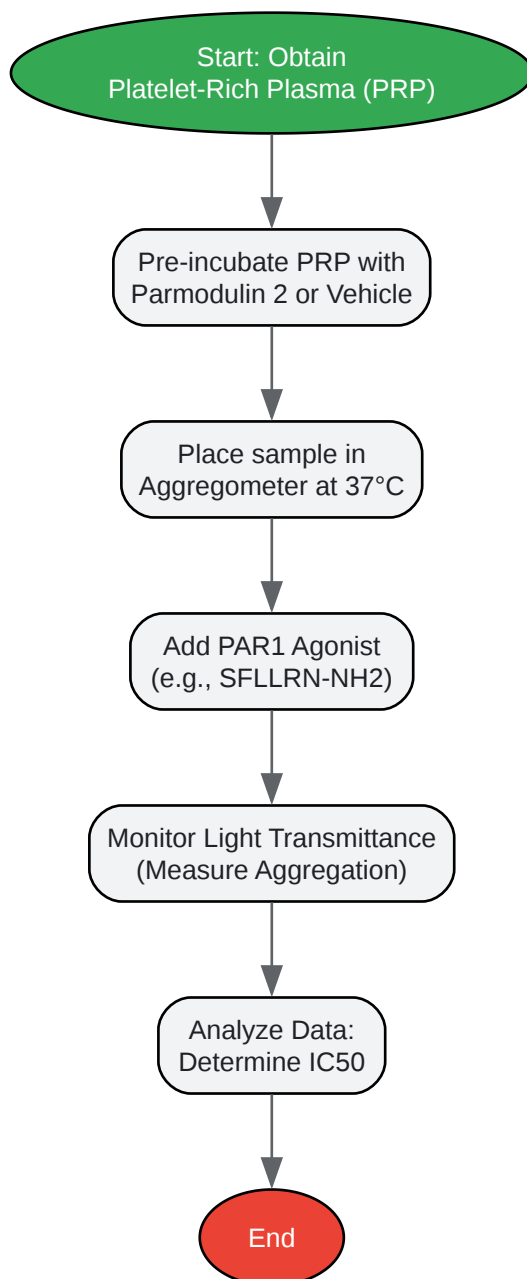 Start: Obtain
Platelet-Rich Plasma (PRP)
Pre-incubate PRP with
Parmodulin 2 or Vehicle
Place sample in
Aggregometer at 37°C
Add PAR1 Agonist
(e.g., SFLLRN-NH2)
Monitor Light Transmittance
(Measure Aggregation)
Analyze Data:
Determine IC50
End